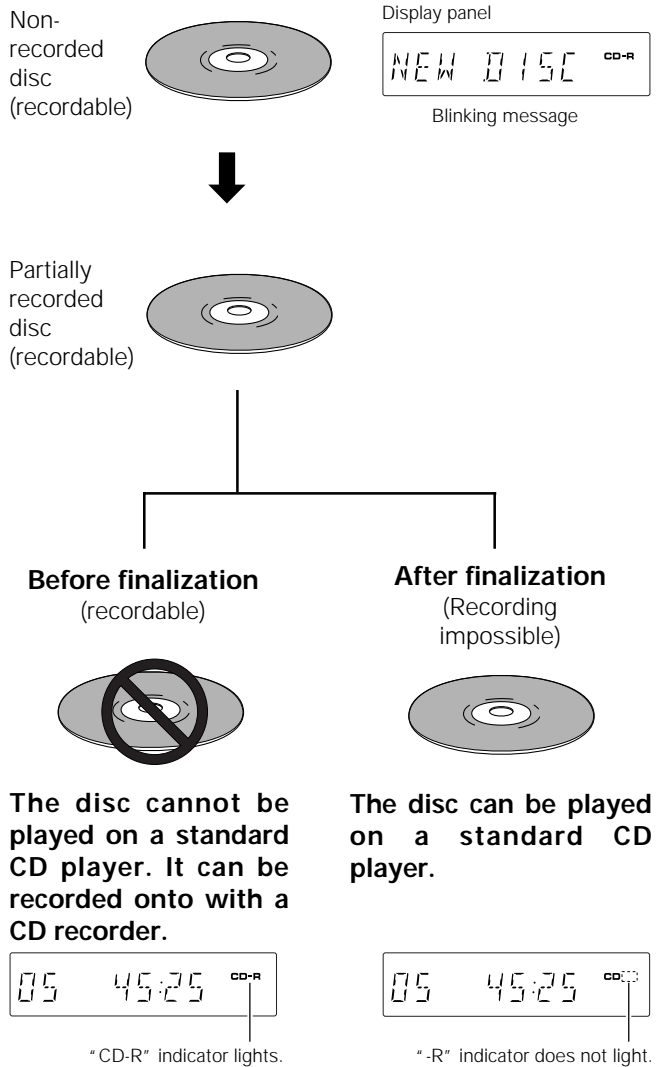 Non-
recorded
disc
(recordable)
Display panel
NEW DISC CD-R
Blinking message
Partially
recorded
disc
(recordable)
Before finalization
(recordable)
After finalization
(Recording
impossible)
The disc cannot be
played on a standard
CD player. It can be
recorded onto with a
CD recorder.
The disc can be played
on a standard CD
player.
05 45:25 CD-R
"CD-R" indicator lights.
05 45:25 CD
"-R" indicator does not light.